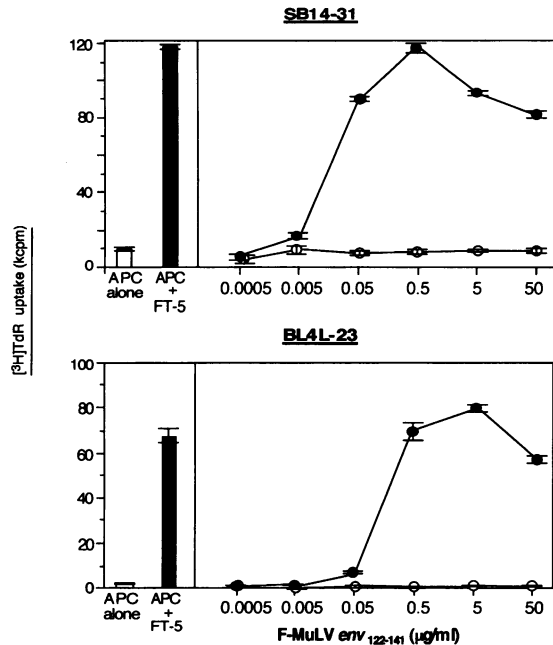 SB14-31
120
80
40
0
APC
alone
APC
+
FT-5
0.0005 0.005 0.05 0.5 5 50
[³H]TdR uptake (kcpm)
BL4L-23
100
80
60
40
20
0
APC
alone
APC
+
FT-5
0.0005 0.005 0.05 0.5 5 50
F-MuLV env 122-141 (µg/ml)